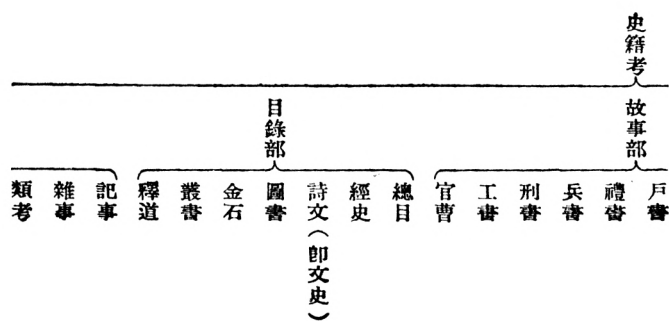 史籍考
故事部
戶書
禮書
兵書
刑書
工書
官曹
目錄部
總目
經史
詩文(卽文史)
圖書
金石
叢書
釋道
記事
雜事
類考